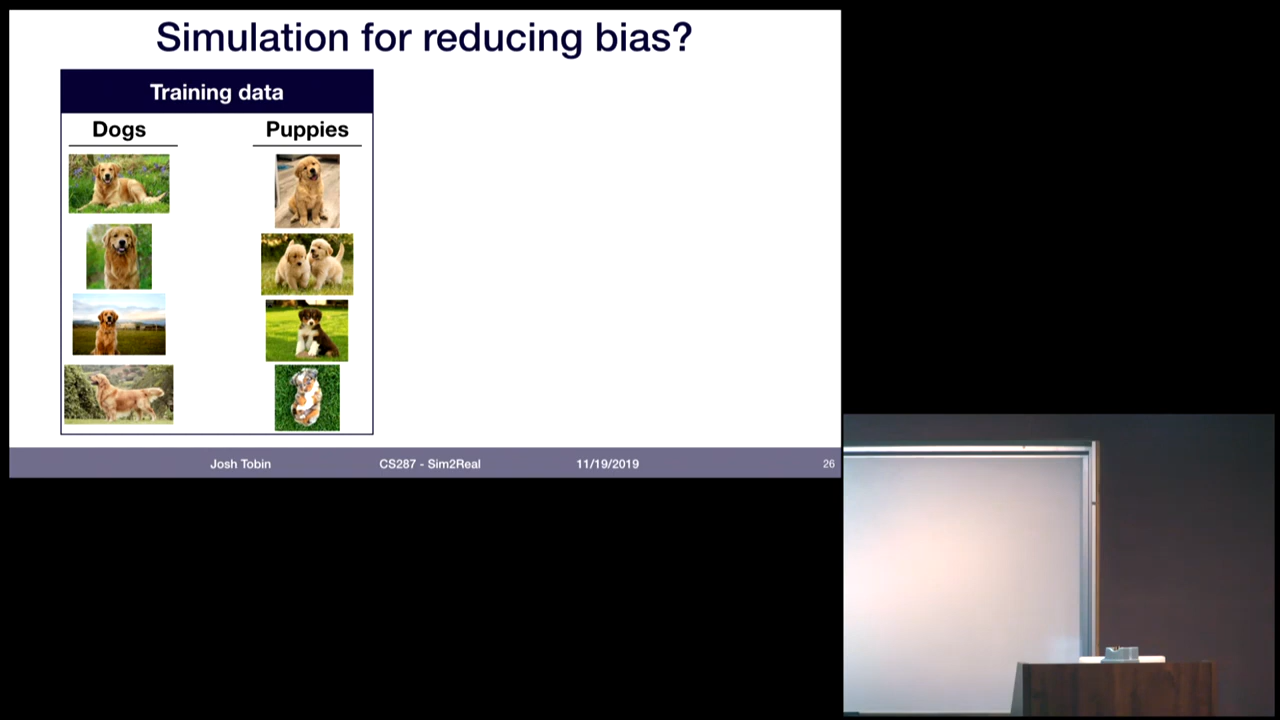 Simulation for reducing bias?
Training data
Dogs
Puppies
Josh Tobin CS287 - Sim2Real 11/19/2019 26